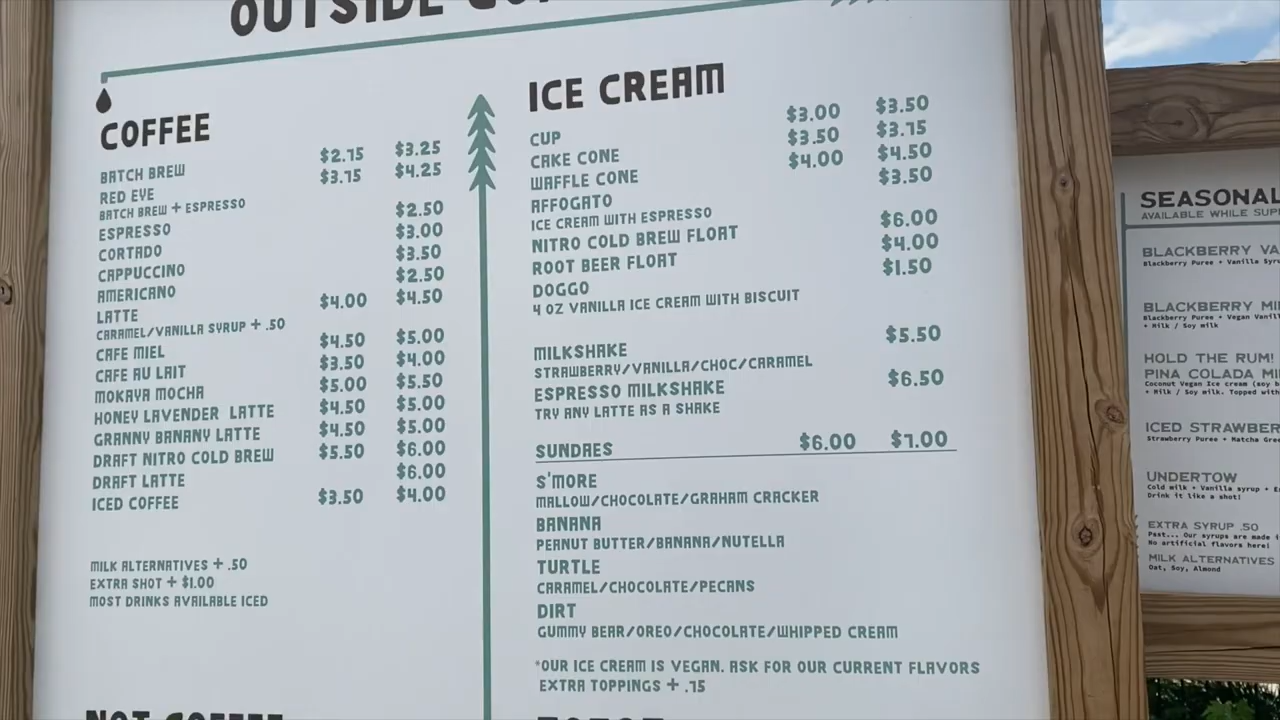 OUTSIDE
COFFEE
BATCH BREW $2.75 $3.25
RED EYE $3.75 $4.25
BATCH BREW + ESPRESSO
ESPRESSO $2.50
CORTADO $3.00
CAPPUCCINO $3.50
AMERICANO $2.50
LATTE $4.00 $4.50
CARAMEL/VANILLA SYRUP + .50
CAFE MIEL $4.50 $5.00
CAFE AU LAIT $3.50 $4.00
MOKAYA MOCHA $5.00 $5.50
HONEY LAVENDER LATTE $4.50 $5.00
GRANNY BANANY LATTE $4.50 $5.00
DRAFT NITRO COLD BREW $5.50 $6.00
DRAFT LATTE $6.00
ICED COFFEE $3.50 $4.00
MILK ALTERNATIVES + .50
EXTRA SHOT + $1.00
MOST DRINKS AVAILABLE ICED
NOT COFFEE
ICE CREAM
CUP $3.00 $3.50
CAKE CONE $3.50 $3.75
WAFFLE CONE $4.00 $4.50
AFFOGATO $3.50
ICE CREAM WITH ESPRESSO
NITRO COLD BREW FLOAT $6.00
ROOT BEER FLOAT $4.00
DOGGO $1.50
4 OZ VANILLA ICE CREAM WITH BISCUIT
MILKSHAKE $5.50
STRAWBERRY/VANILLA/CHOC/CARAMEL
ESPRESSO MILKSHAKE $6.50
TRY ANY LATTE AS A SHAKE
SUNDAES $6.00 $7.00
S'MORE
MALLOW/CHOCOLATE/GRAHAM CRACKER
BANANA
PEANUT BUTTER/BANANA/NUTELLA
TURTLE
CARAMEL/CHOCOLATE/PECANS
DIRT
GUMMY BEAR/OREO/CHOCOLATE/WHIPPED CREAM
*OUR ICE CREAM IS VEGAN. ASK FOR OUR CURRENT FLAVORS
EXTRA TOPPINGS + .75
SEASONAL
AVAILABLE WHILE SUP
BLACKBERRY VA
Blackberry Puree + Vanilla Syru
BLACKBERRY MI
Blackberry Puree + Vegan Vanill
+ Milk / Soy milk
HOLD THE RUM!
PINA COLADA MI
Coconut Vegan Ice cream (soy b
+ Milk / Soy milk. Topped with
ICED STRAWBER
Strawberry Puree + Matcha Gre
UNDERTOW
Cold milk + Vanilla syrup + E
Drink it like a shot!
EXTRA SYRUP .50
Psst... Our syrups are made i
No artificial flavors here!
MILK ALTERNATIVES
Oat, Soy, Almond